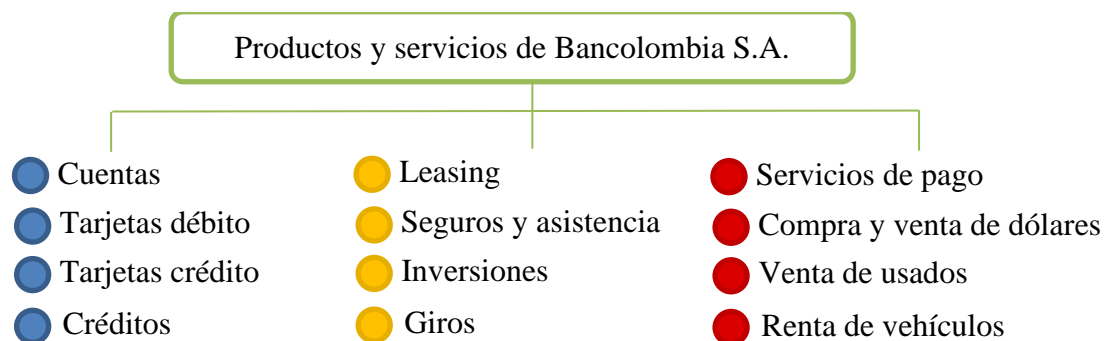 Productos y servicios de Bancolombia S.A.
Cuentas
Tarjetas débito
Tarjetas crédito
Créditos
Leasing
Seguros y asistencia
Inversiones
Giros
Servicios de pago
Compra y venta de dólares
Venta de usados
Renta de vehículos